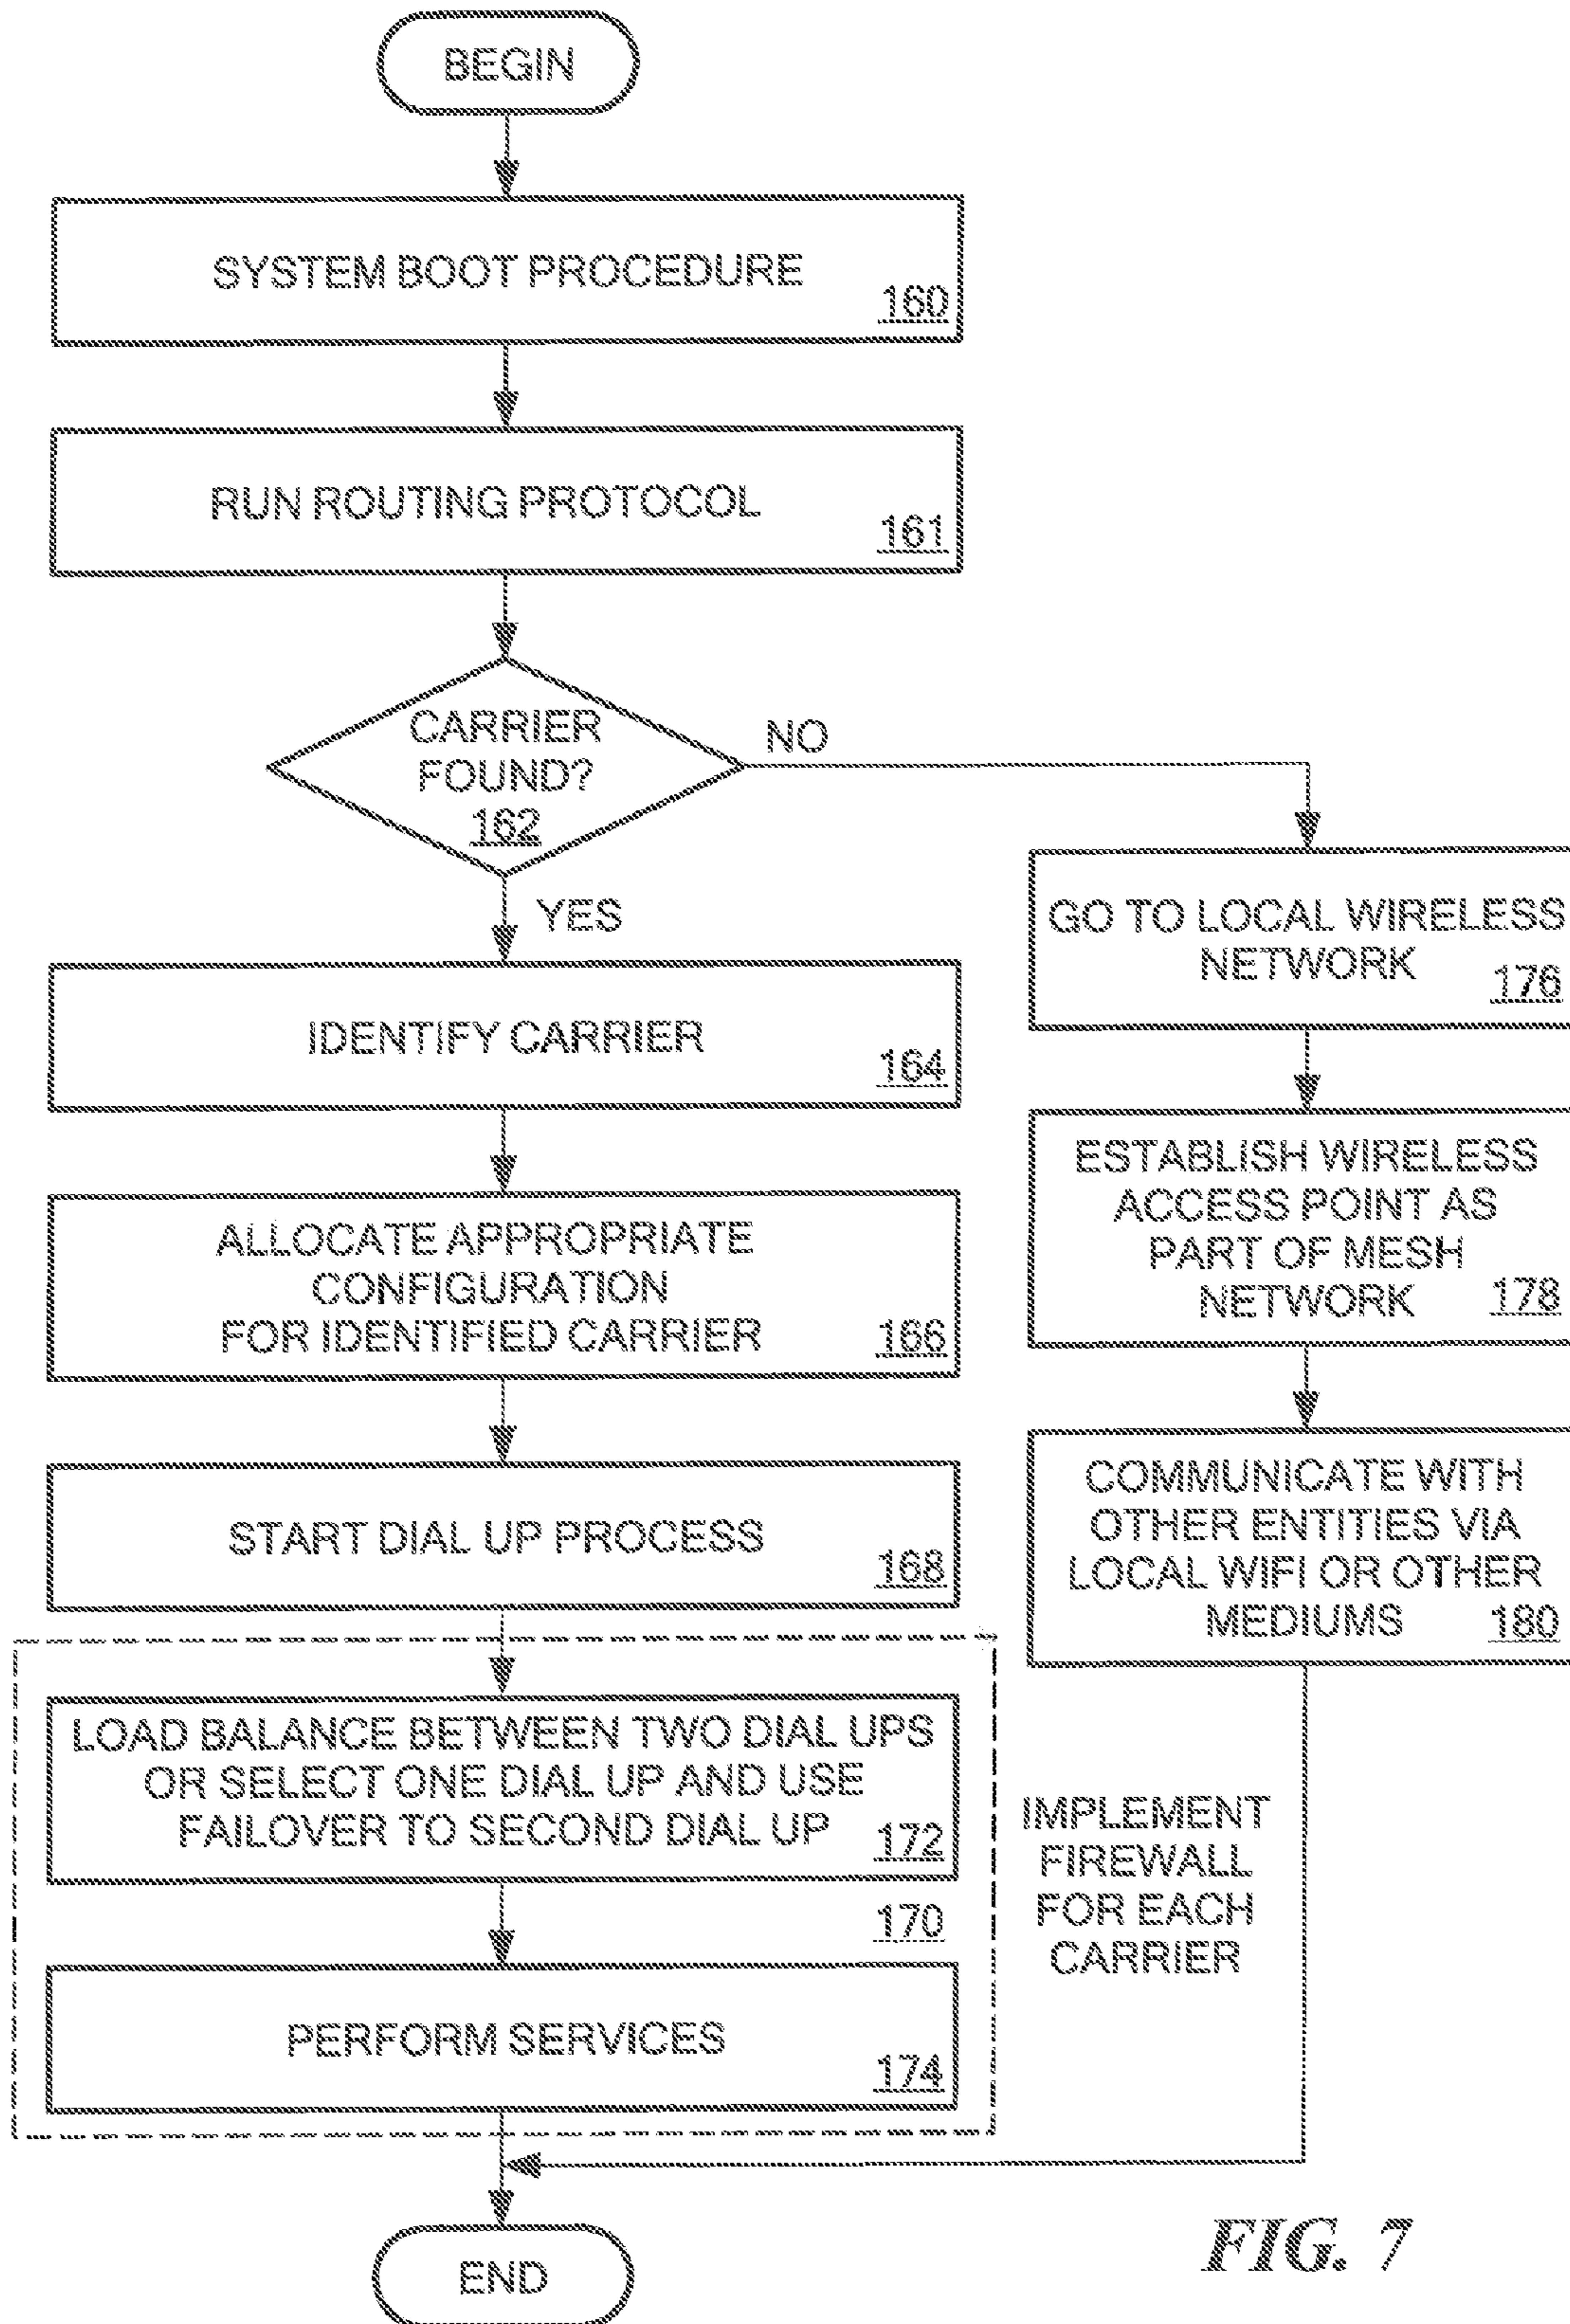 BEGIN
SYSTEM BOOT PROCEDURE
160
RUN ROUTING PROTOCOL
161
CARRIER
FOUND?
162
NO
YES
IDENTIFY CARRIER
164
ALLOCATE APPROPRIATE
CONFIGURATION
FOR IDENTIFIED CARRIER
166
START DIAL UP PROCESS
168
LOAD BALANCE BETWEEN TWO DIAL UPS
OR SELECT ONE DIAL UP AND USE
FAILOVER TO SECOND DIAL UP
172
170
PERFORM SERVICES
174
IMPLEMENT
FIREWALL
FOR EACH
CARRIER
GO TO LOCAL WIRELESS
NETWORK
176
ESTABLISH WIRELESS
ACCESS POINT AS
PART OF MESH
NETWORK
178
COMMUNICATE WITH
OTHER ENTITIES VIA
LOCAL WIFI OR OTHER
MEDIUMS
180
END
FIG. 7